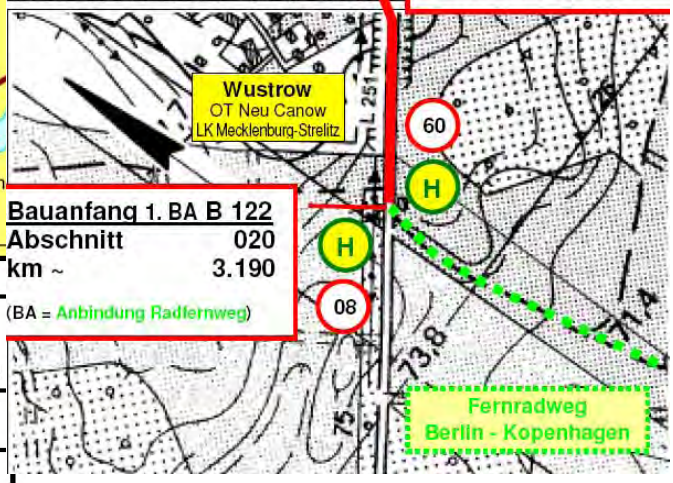 Wustrow
OT Neu Canow
LK Mecklenburg-Strelitz
L 251
60
H
Bauanfang 1. BA B 122
Abschnitt 020
km ~ 3.190
(BA = Anbindung Radfernweg)
H
08
71,4
73,8
75
Fernradweg
Berlin - Kopenhagen